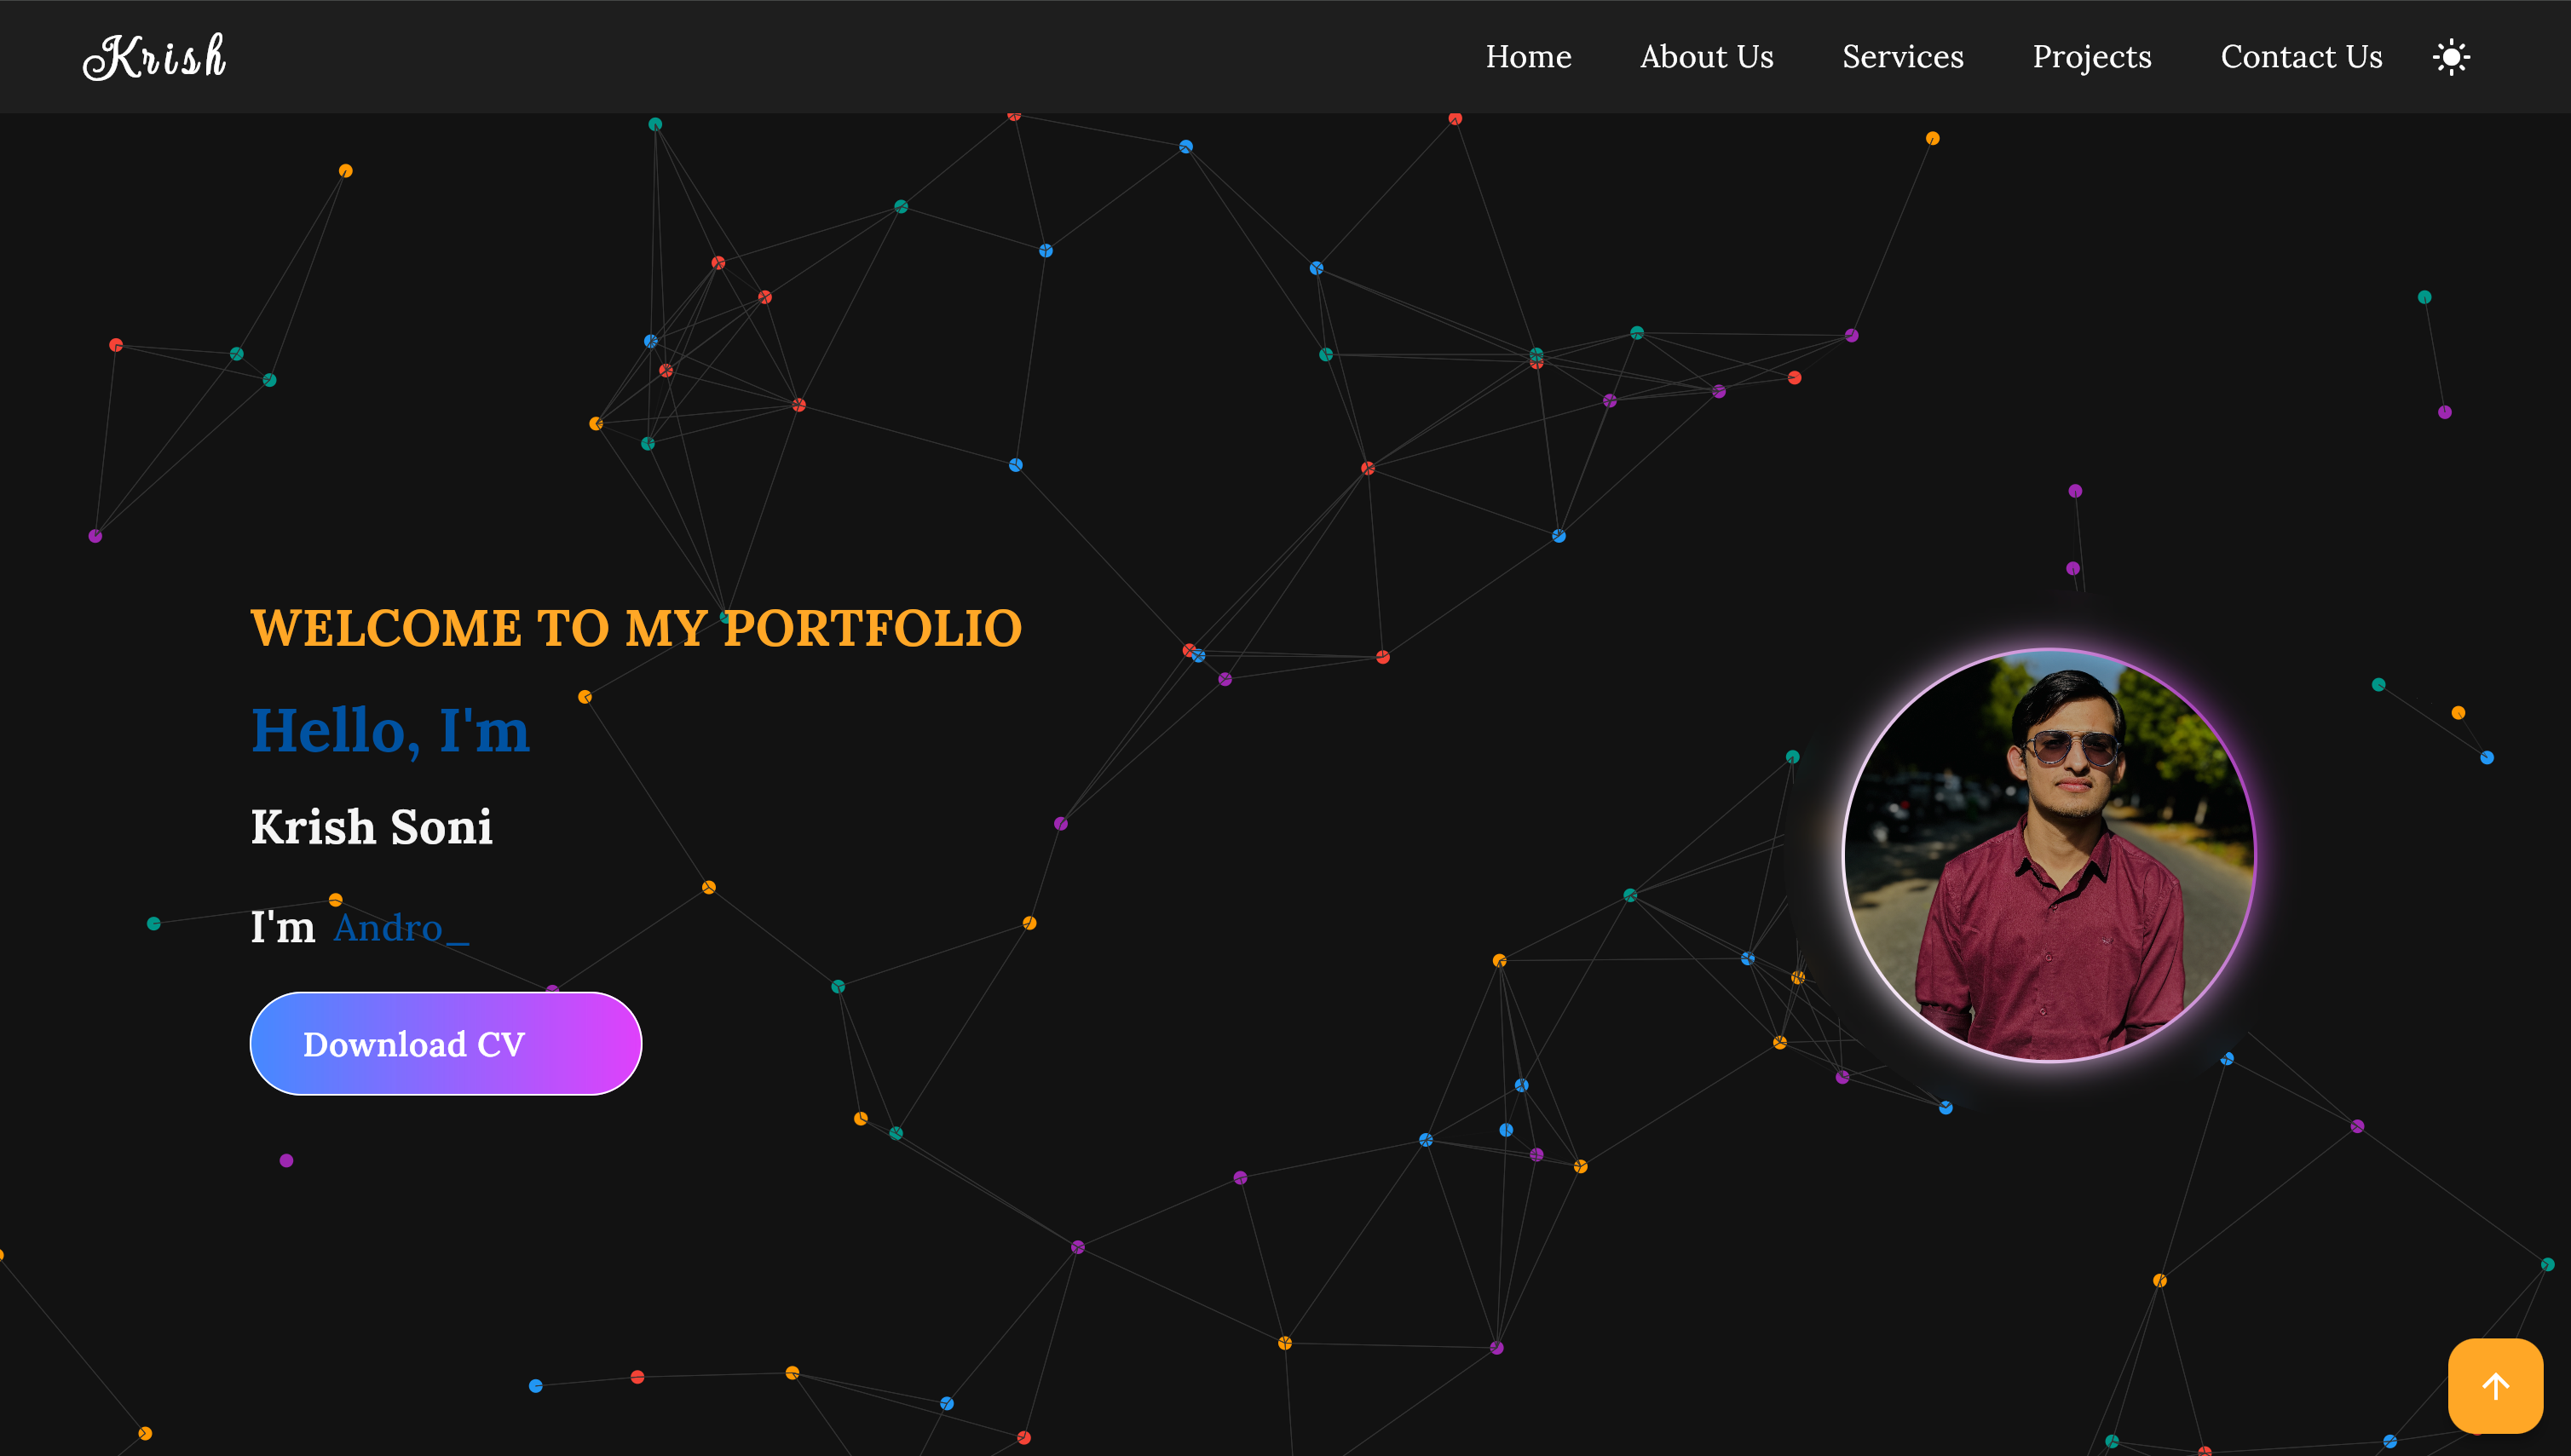 Krish
Home About Us Services Projects Contact Us
WELCOME TO MY PORTFOLIO
Hello, I'm
Krish Soni
I'm Andro_
Download CV